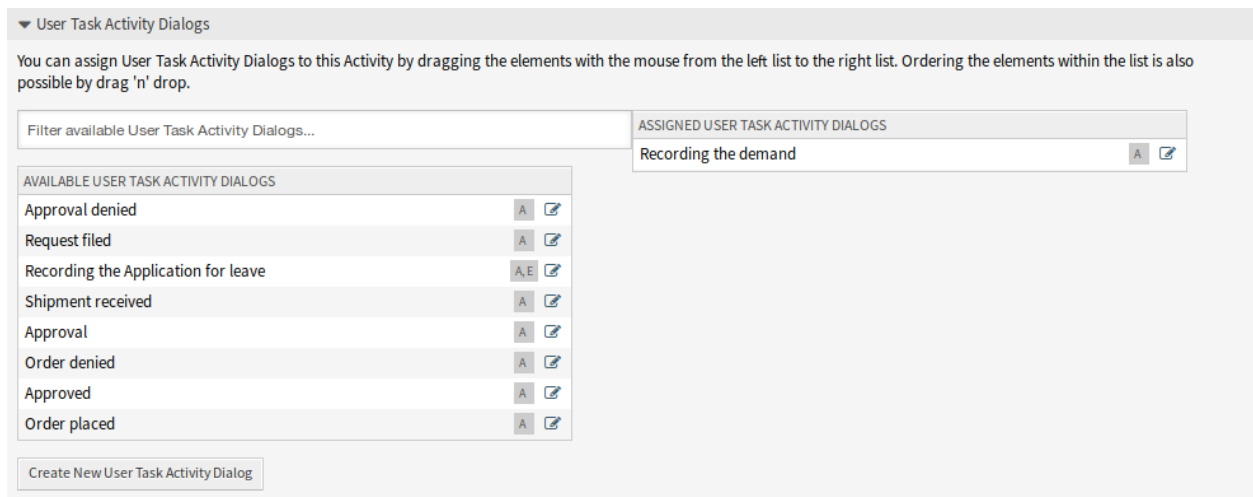 User Task Activity Dialogs
You can assign User Task Activity Dialogs to this Activity by dragging the elements with the mouse from the left list to the right list. Ordering the elements within the list is also
possible by drag 'n' drop.
Filter available User Task Activity Dialogs...
AVAILABLE USER TASK ACTIVITY DIALOGS
Approval denied A
Request filed A
Recording the Application for leave A, E
Shipment received A
Approval A
Order denied A
Approved A
Order placed A
ASSIGNED USER TASK ACTIVITY DIALOGS
Recording the demand A
Create New User Task Activity Dialog